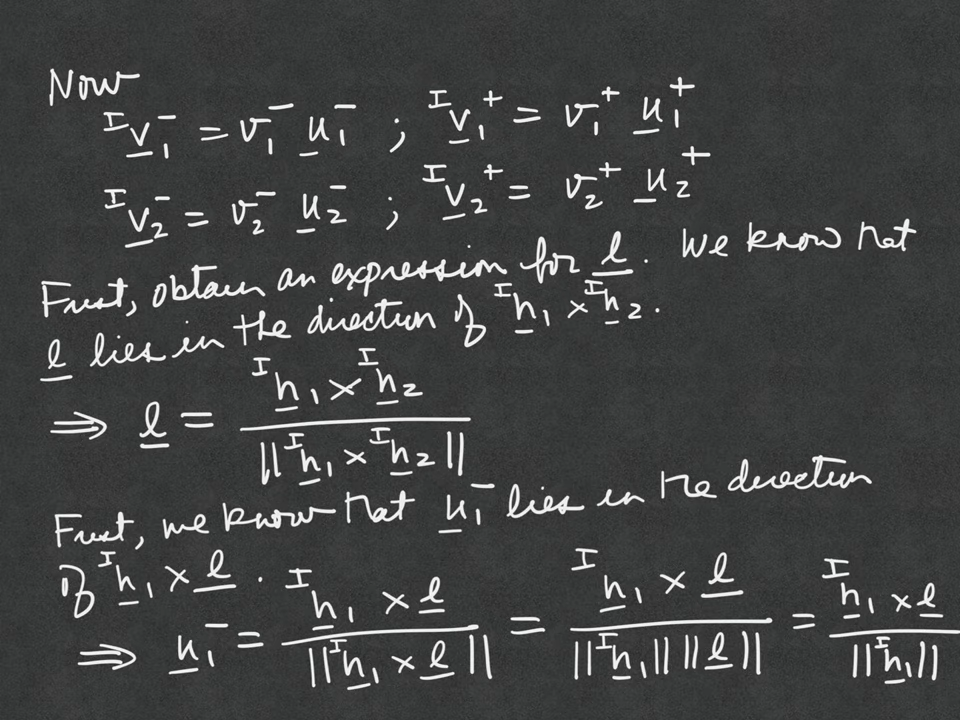 Now
ᴵv₁⁻ = v₁⁻ u₁⁻ ; ᴵv₁⁺ = v₁⁺ u₁⁺
ᴵv₂⁻ = v₂⁻ u₂⁻ ; ᴵv₂⁺ = v₂⁺ u₂⁺
First, obtain an expression for l. We know that
l lies in the direction of ᴵh₁ × ᴵh₂.
⇒ l = ᴵh₁ × ᴵh₂ / ||ᴵh₁ × ᴵh₂||
First, we know that u₁⁻ lies in the direction
of ᴵh₁ × l.
⇒ u₁⁻ = ᴵh₁ × l / ||ᴵh₁ × l|| = ᴵh₁ × l / ||ᴵh₁|| ||l|| = ᴵh₁ × l / ||ᴵh₁||